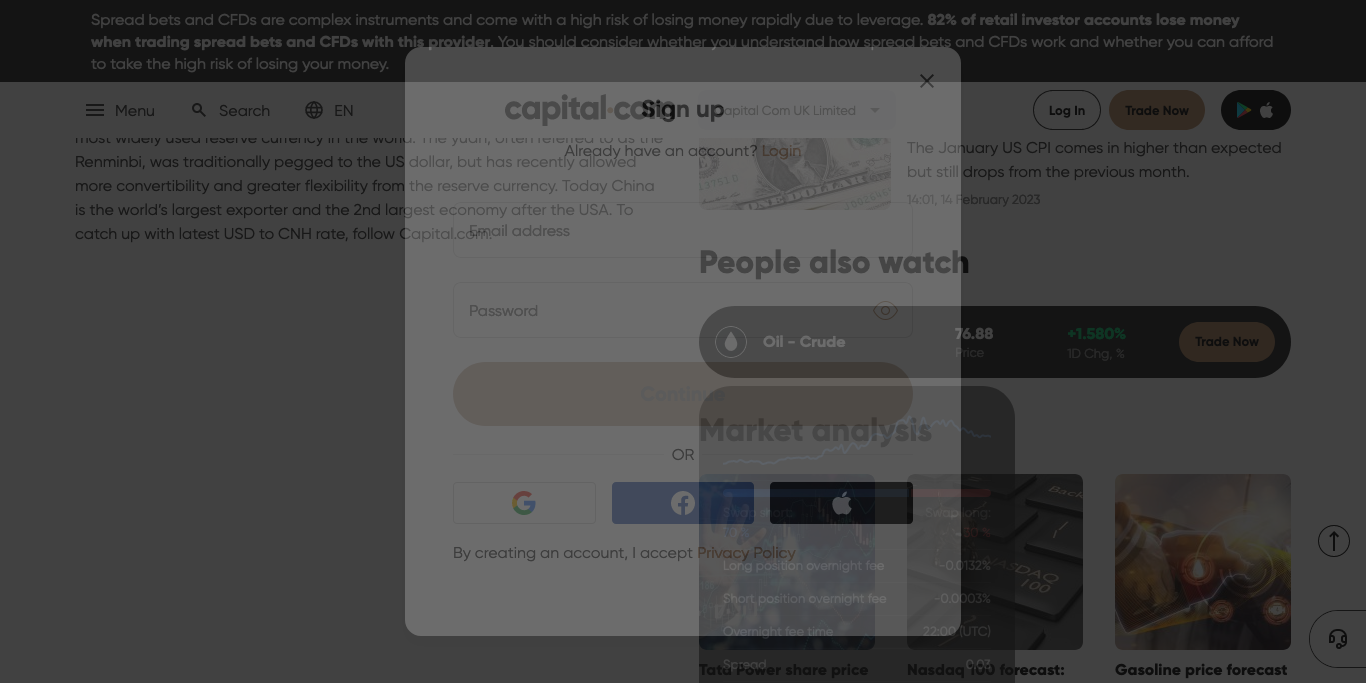 Spread bets and CFDs are complex instruments and come with a high risk of losing money rapidly due to leverage. 82% of retail investor accounts lose money
when trading spread bets and CFDs with this provider. You should consider whether you understand how spread bets and CFDs work and whether you can afford
to take the high risk of losing your money.
Menu
Search
EN
capital.com
Sign up
Capital Com UK Limited
Log In
Trade Now
most widely used reserve currency in the world. The yuan, often referred to as the
Renminbi, was traditionally pegged to the US dollar, but has recently allowed
more convertibility and greater flexibility from the reserve currency. Today China
is the world's largest exporter and the 2nd largest economy after the USA. To
catch up with latest USD to CNH rate, follow Capital.com.
Already have an account? Login
The January US CPI comes in higher than expected
but still drops from the previous month.
14:01, 14 February 2023
Email address
People also watch
Password
Oil - Crude
76.88
Price
+1.580%
1D Chg, %
Trade Now
Continue
Market analysis
OR
Swap short:
Swap long:
By creating an account, I accept Privacy Policy
Long position overnight fee
-0.0132%
Short position overnight fee
-0.0003%
Overnight fee time
22:00 (UTC)
Spread
0.03
Back
NASDAQ
100
Tata Power share price
Nasdaq 100 forecast:
Gasoline price forecast